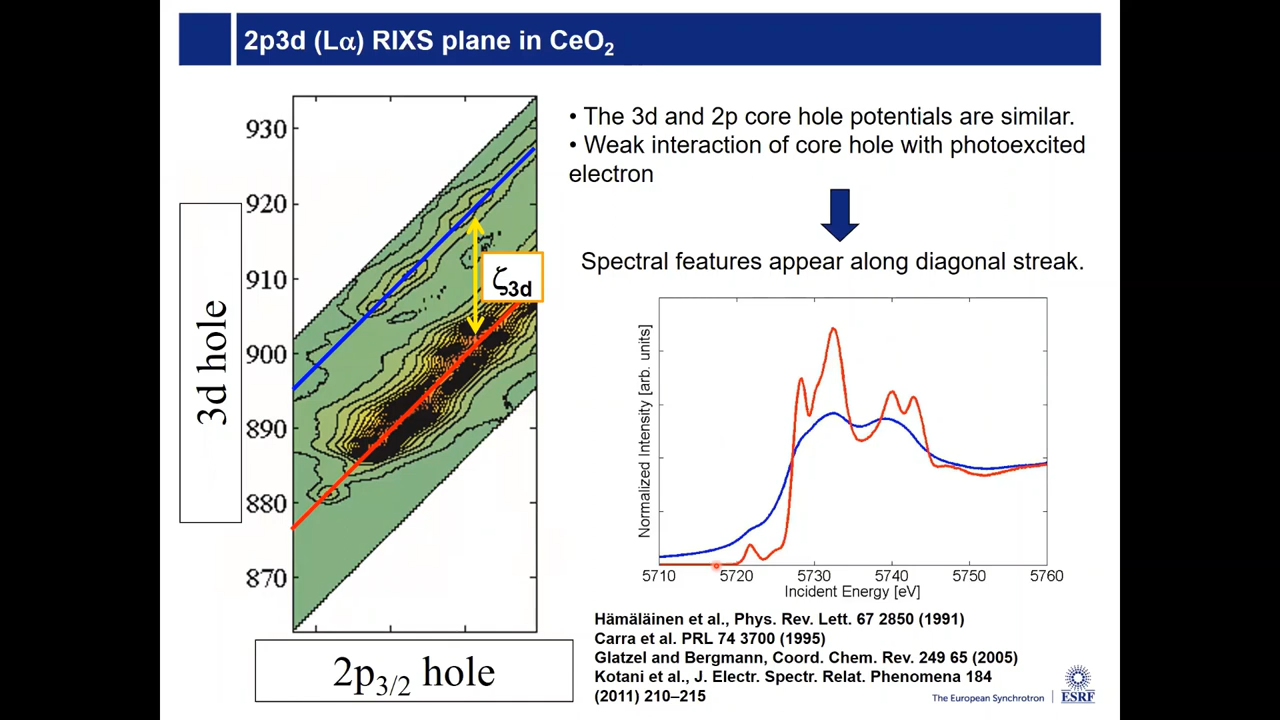 2p3d (Lα) RIXS plane in CeO₂
930
920
910
900
890
880
870
3d hole
ζ3d
2p3/2 hole
• The 3d and 2p core hole potentials are similar.
• Weak interaction of core hole with photoexcited
electron
Spectral features appear along diagonal streak.
Normalized Intensity [arb. units]
5710 5720 5730 5740 5750 5760
Incident Energy [eV]
Hämäläinen et al., Phys. Rev. Lett. 67 2850 (1991)
Carra et al. PRL 74 3700 (1995)
Glatzel and Bergmann, Coord. Chem. Rev. 249 65 (2005)
Kotani et al., J. Electr. Spectr. Relat. Phenomena 184
(2011) 210–215
The European Synchrotron
ESRF